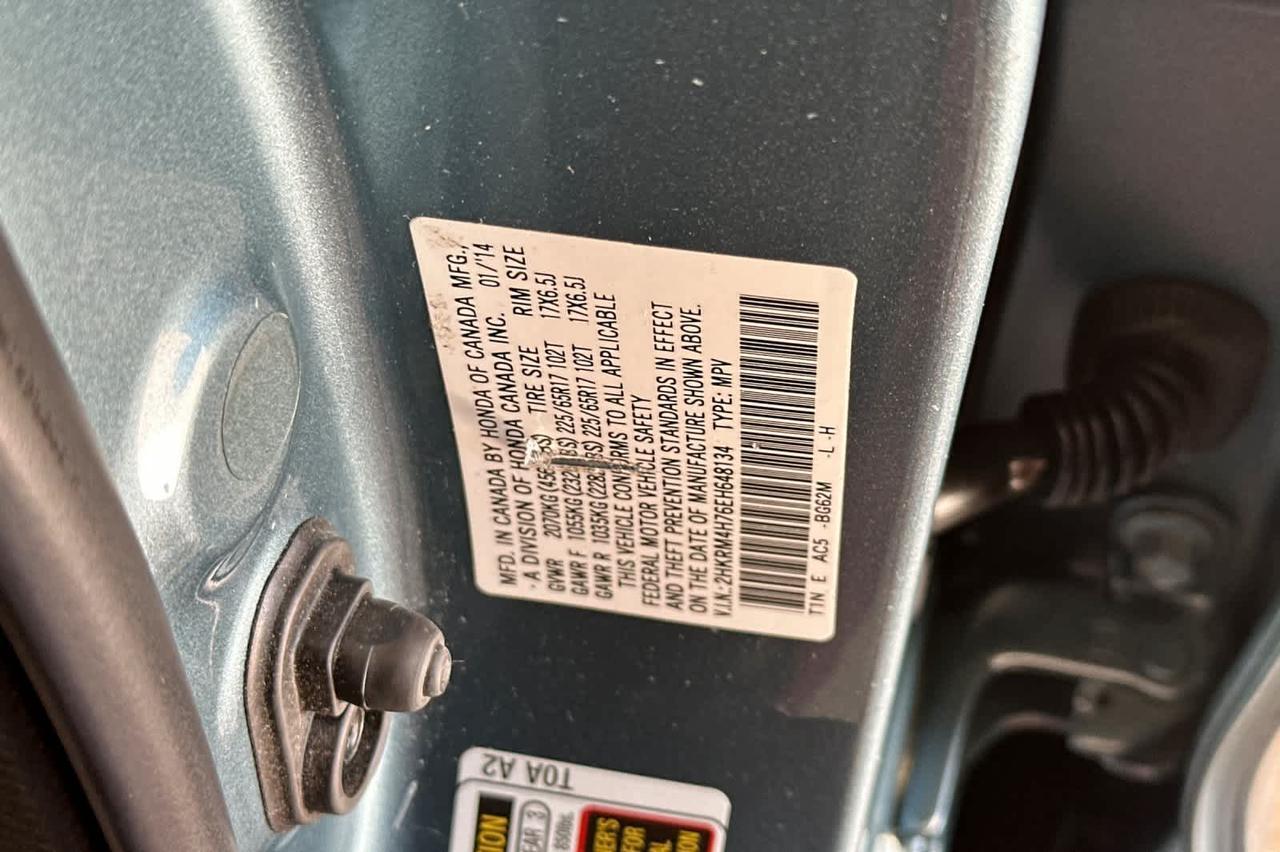 MFD. IN CANADA BY HONDA OF CANADA MFG.,
A DIVISION OF HONDA CANADA INC. 01/'14
TIRE SIZE RIM SIZE
GVWR 2070KG
GAWR F 1055KG 225/65R17 102T 17X6.5J
GAWR R 1035KG 225/65R17 102T 17X6.5J
THIS VEHICLE CONFORMS TO ALL APPLICABLE
FEDERAL MOTOR VEHICLE SAFETY
AND THEFT PREVENTION STANDARDS IN EFFECT
ON THE DATE OF MANUFACTURE SHOWN ABOVE.
V.I.N.:2HKRM4H76EH648134 TYPE: MPV
T1N E AC5 -BG62M -L -H
T0A A2